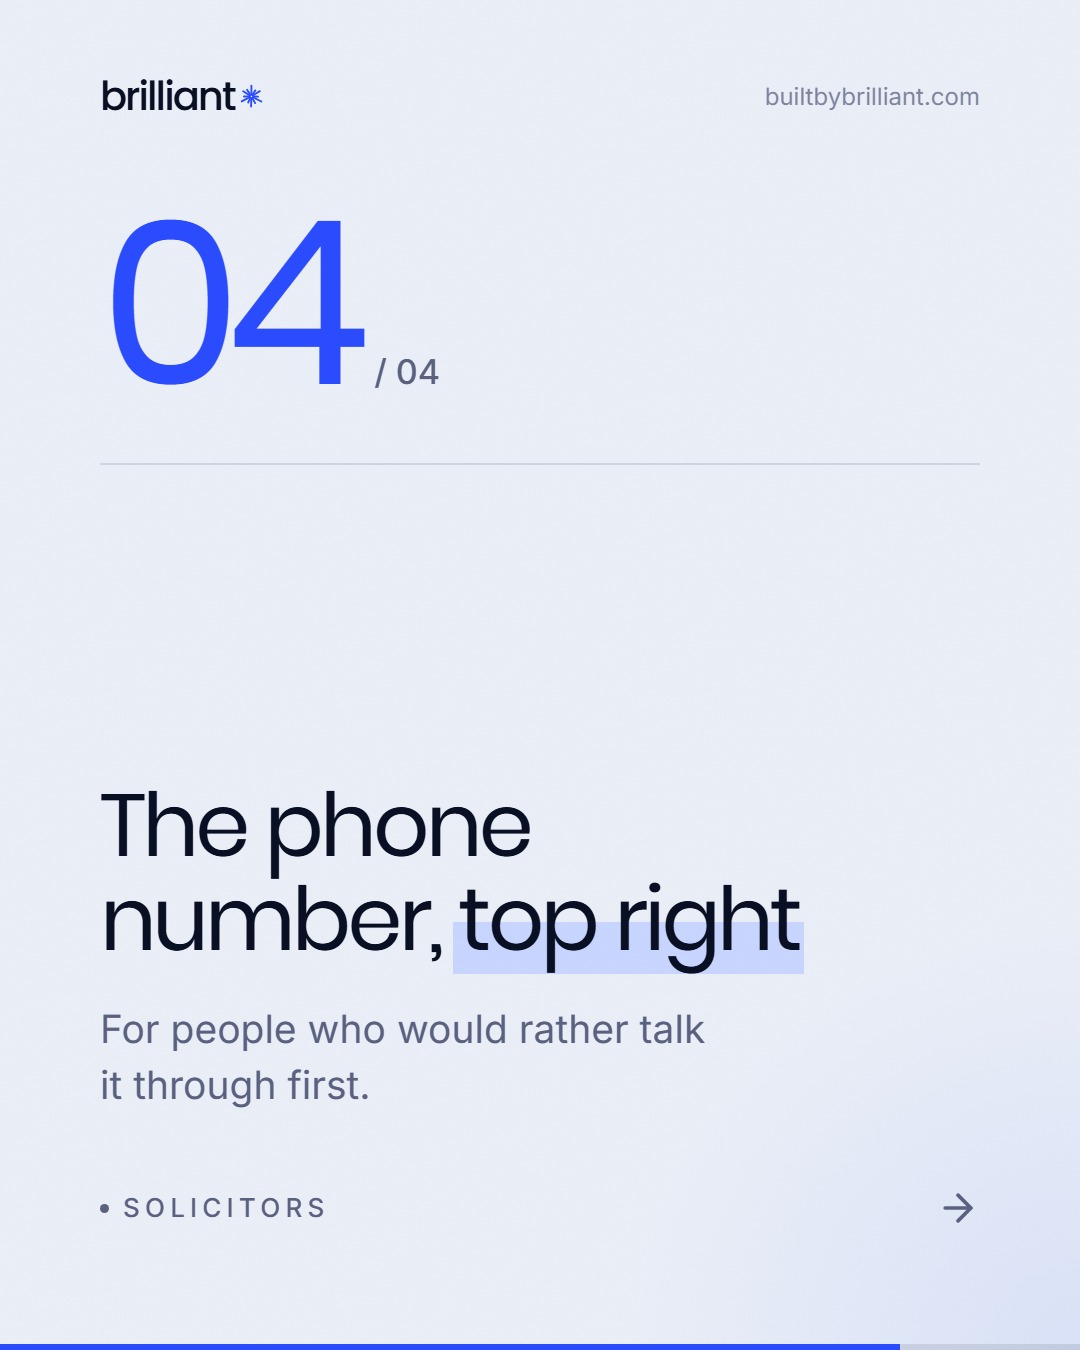 brilliant
builtbybrilliant.com
04 / 04
The phone
number, top right
For people who would rather talk
it through first.
• SOLICITORS